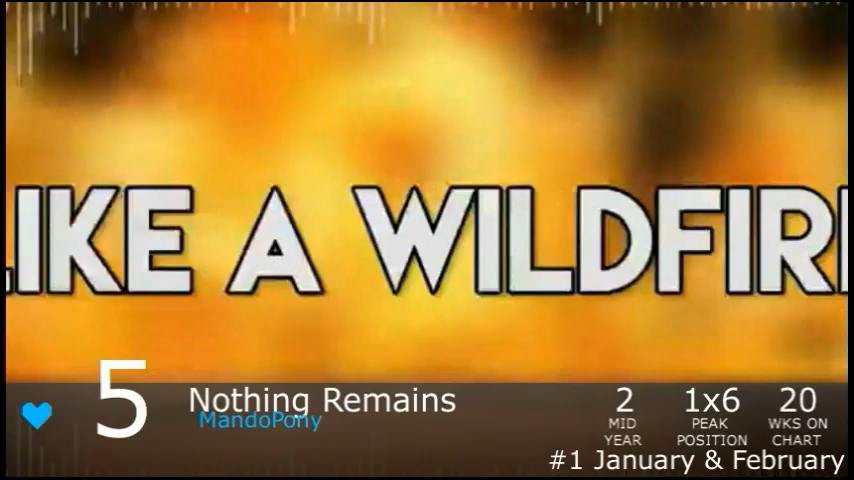 LIKE A WILDFIRE
5
Nothing Remains
MandoPony
2
MID
YEAR
1x6
PEAK
POSITION
20
WKS ON
CHART
#1 January & February